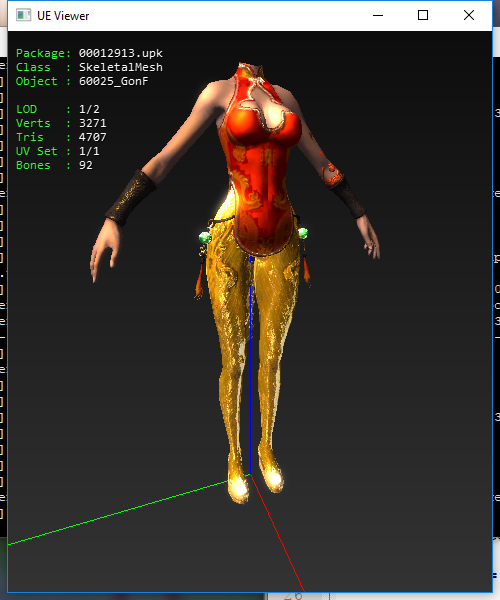 UE Viewer
Package: 00012913.upk
Class  : SkeletalMesh
Object : 60025_GonF
LOD    : 1/2
Verts  : 3271
Tris   : 4707
UV Set : 1/1
Bones  : 92